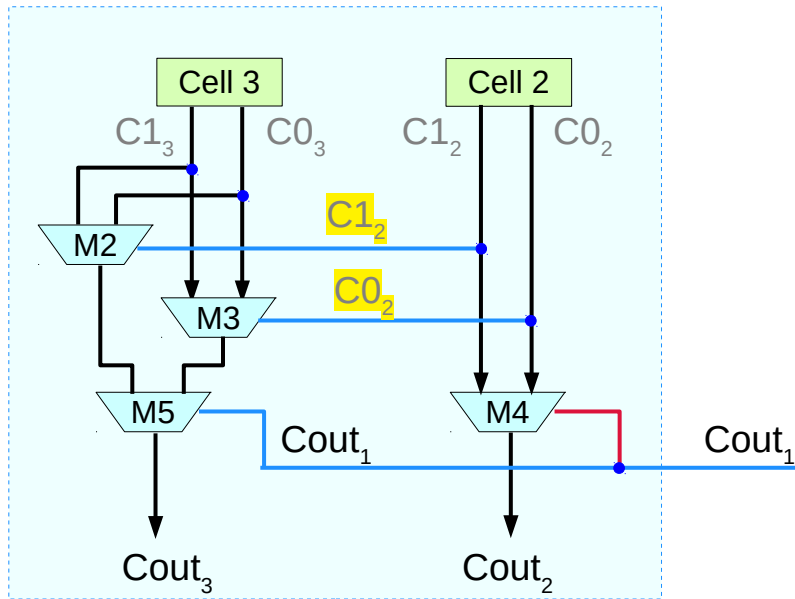 Cell 3
Cell 2
C1₃
C0₃
C1₂
C0₂
C1₂
M2
C0₂
M3
M5
M4
Cout₁
Cout₁
Cout₃
Cout₂